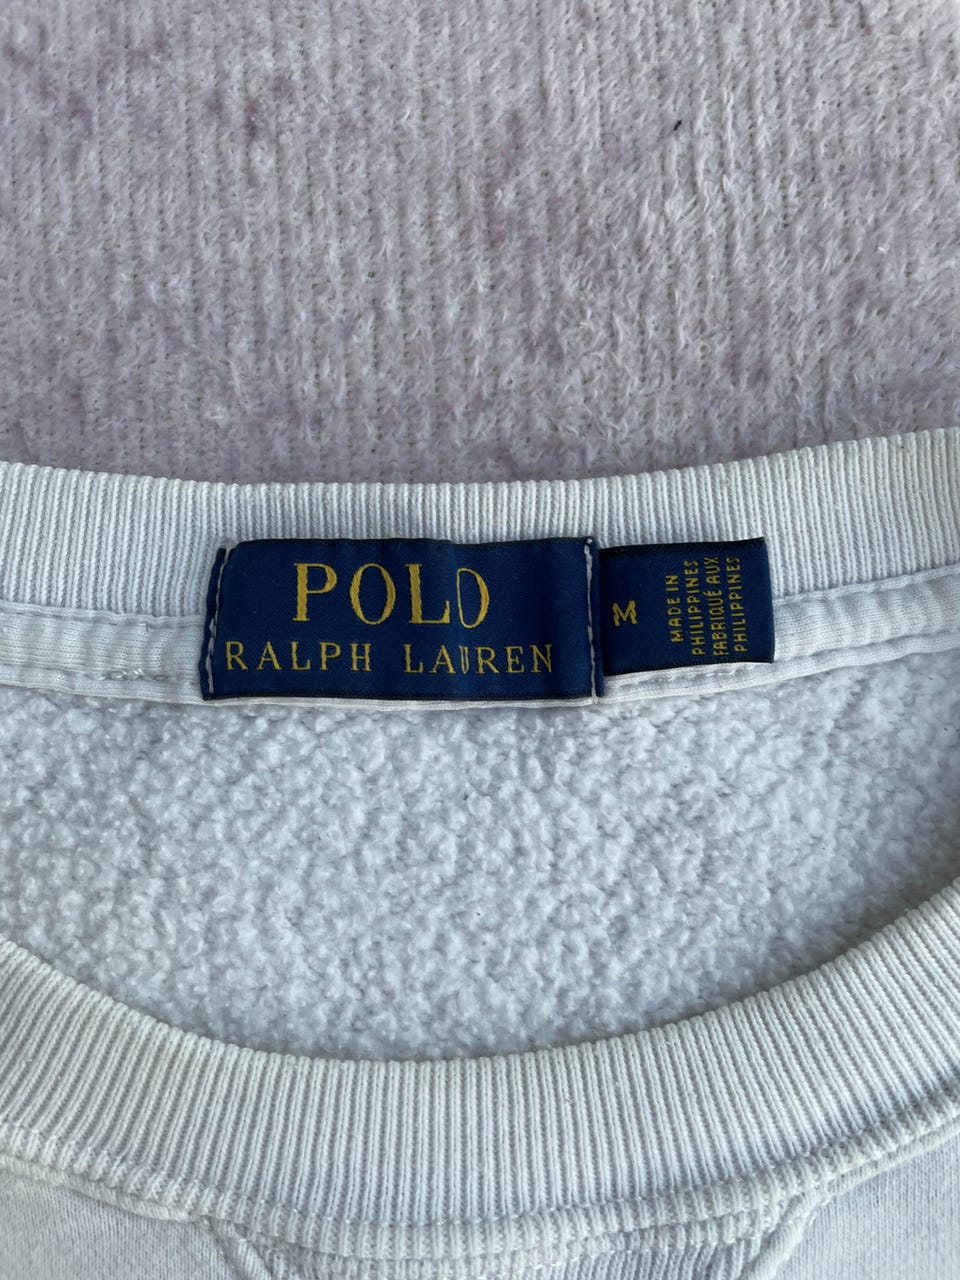 POLO
RALPH LAUREN
M
MADE IN
PHILIPPINES
FABRIQUÉ AUX
PHILIPPINES